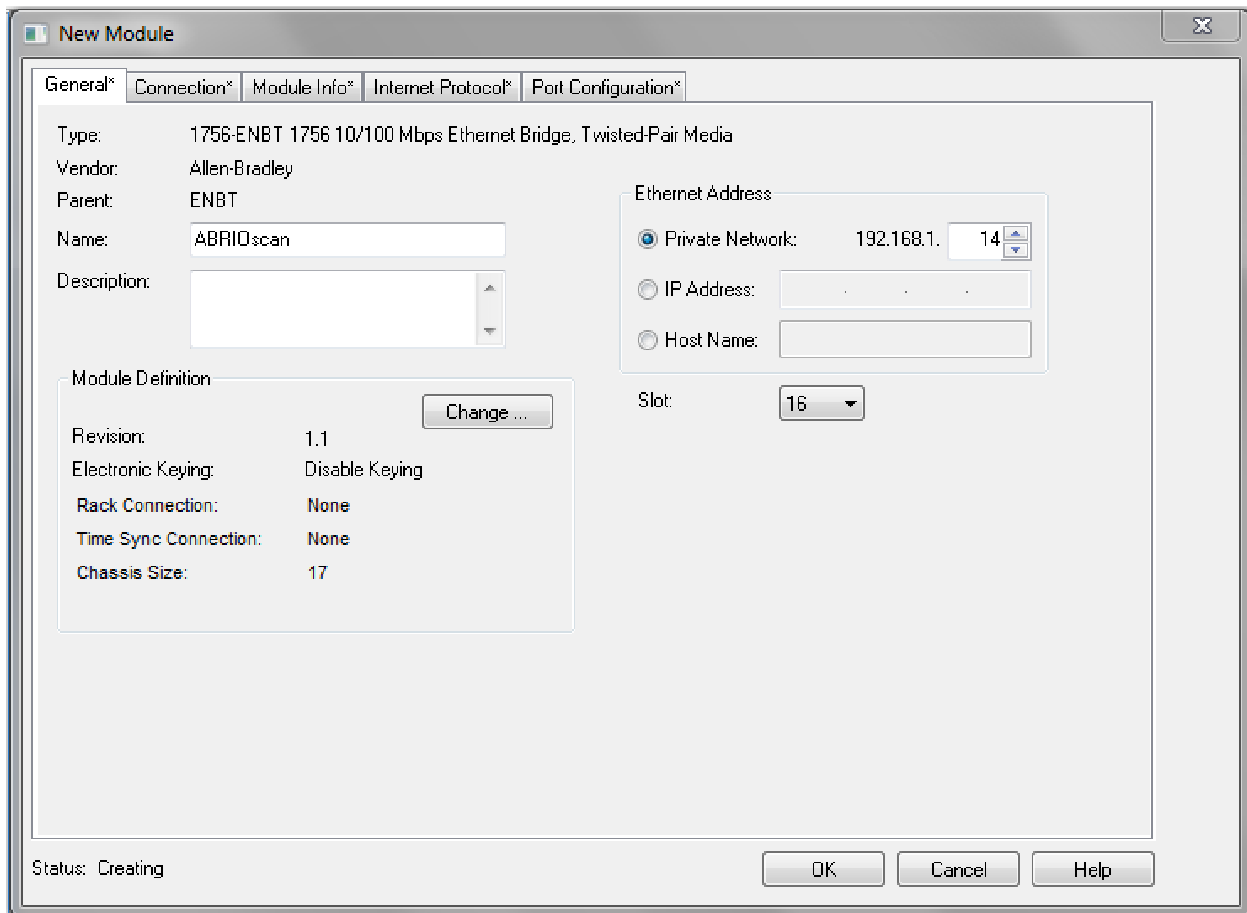 New Module
General* Connection* Module Info* Internet Protocol* Port Configuration*
Type: 1756-ENBT 1756 10/100 Mbps Ethernet Bridge, Twisted-Pair Media
Vendor: Allen-Bradley
Parent: ENBT
Name: ABRIOscan
Description:
Ethernet Address
Private Network: 192.168.1. 14
IP Address: . . .
Host Name:
Slot: 16
Module Definition
Change ...
Revision: 1.1
Electronic Keying: Disable Keying
Rack Connection: None
Time Sync Connection: None
Chassis Size: 17
Status: Creating
OK Cancel Help